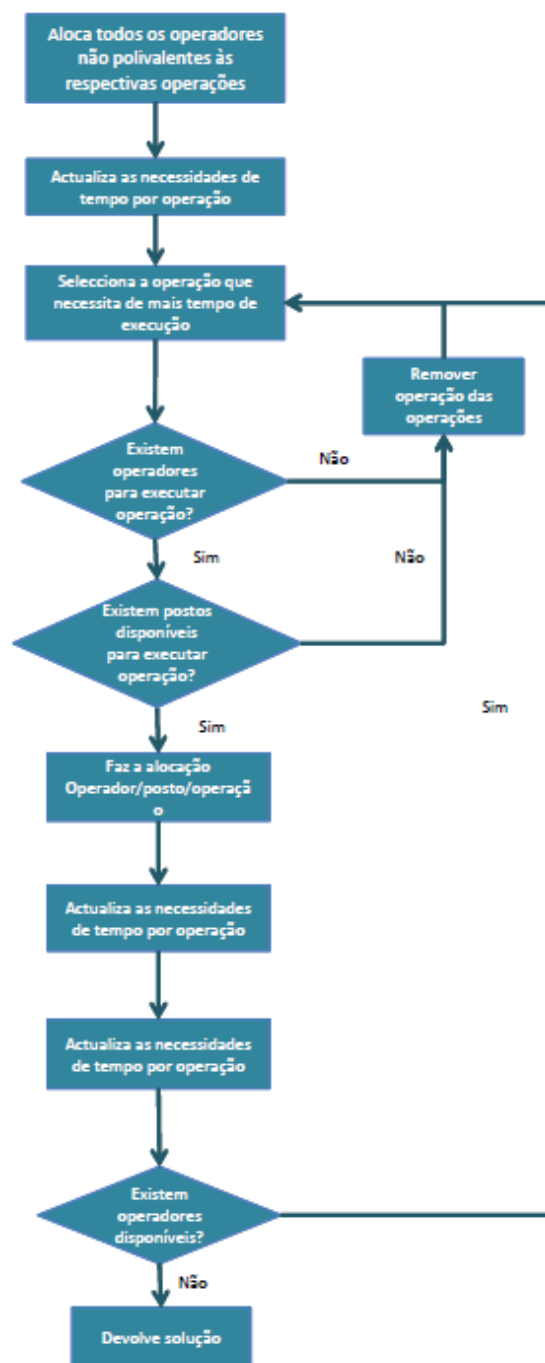 Aloca todos os operadores
não polivalentes às
respectivas operações
Actualiza as necessidades de
tempo por operação
Selecciona a operação que
necessita de mais tempo de
execução
Remover
operação das
operações
Existem
operadores
para executar
operação?
Não
Sim
Não
Existem postos
disponíveis
para executar
operação?
Sim
Sim
Faz a alocação
Operador/posto/operaçã
o
Actualiza as necessidades
de tempo por operação
Actualiza as necessidades
de tempo por operação
Existem
operadores
disponíveis?
Não
Devolve solução